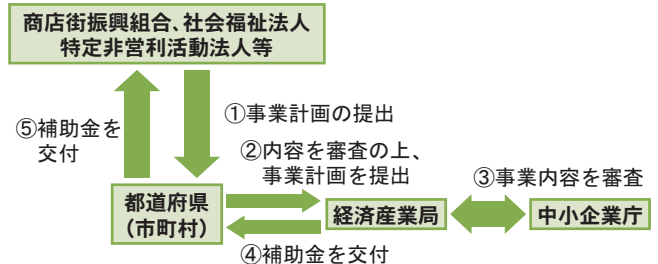 商店街振興組合、社会福祉法人
特定非営利活動法人等
⑤補助金を
交付
①事業計画の提出
②内容を審査の上、
事業計画を提出
③事業内容を審査
都道府県
（市町村）
経済産業局
中小企業庁
④補助金を交付